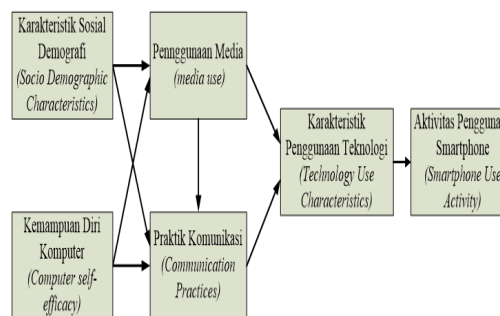 Karakteristik Sosial
Demografi
(Socio Demographic
Characteristics)
Pennggunaan Media
(media use)
Karakteristik
Penggunaan Teknologi
(Technology Use
Characteristics)
Aktivitas Pengguna
Smartphone
(Smartphone Use
Activity)
Kemampuan Diri
Komputer
(Computer self-
efficacy)
Praktik Komunikasi
(Communication
Practices)